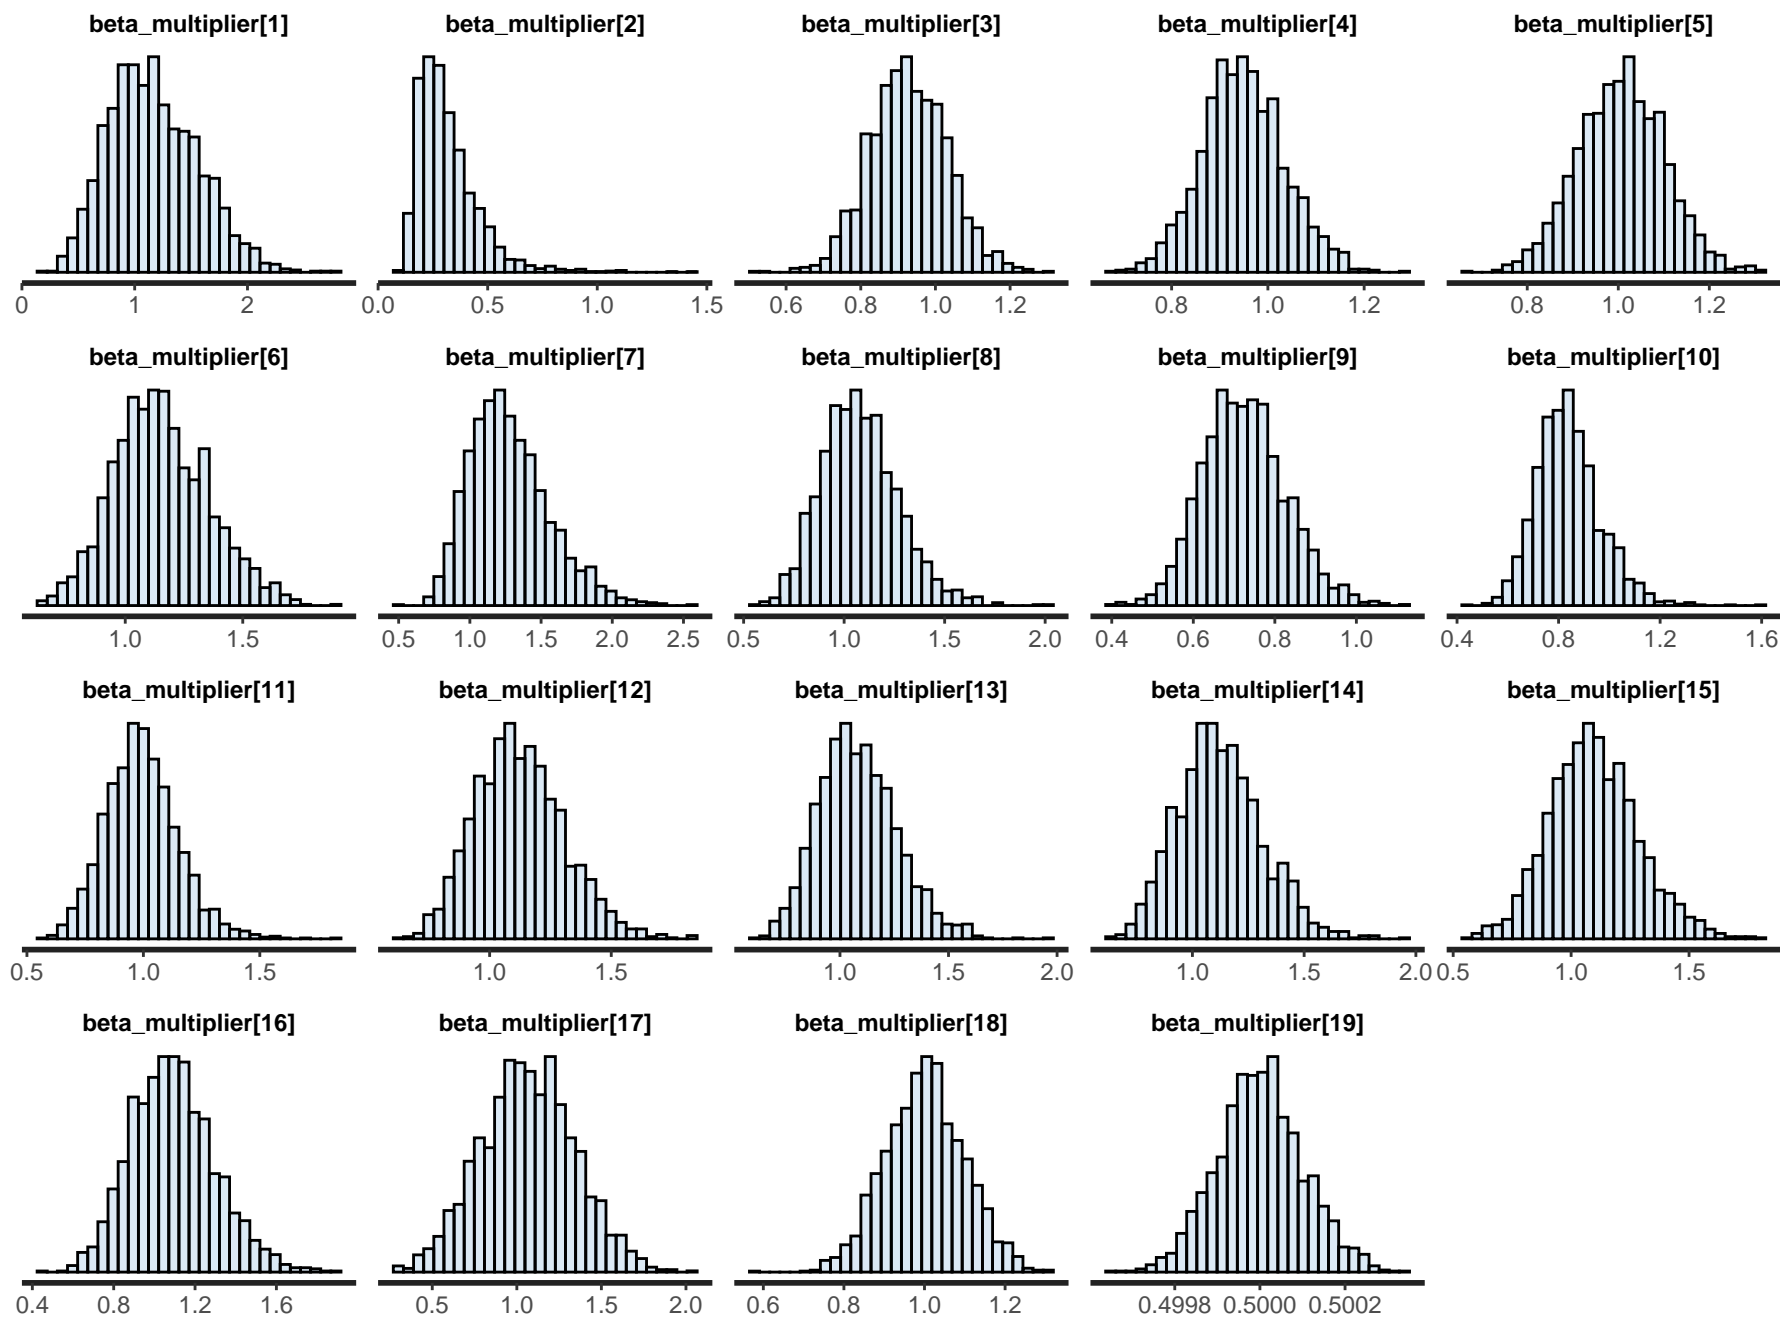 beta_multiplier[1] beta_multiplier[2] beta_multiplier[3] beta_multiplier[4] beta_multiplier[5]
0 1 2 0.0 0.5 1.0 1.5 0.6 0.8 1.0 1.2 0.8 1.0 1.2 0.8 1.0 1.2
beta_multiplier[6] beta_multiplier[7] beta_multiplier[8] beta_multiplier[9] beta_multiplier[10]
1.0 1.5 0.5 1.0 1.5 2.0 2.5 0.5 1.0 1.5 2.0 0.4 0.6 0.8 1.0 0.4 0.8 1.2 1.6
beta_multiplier[11] beta_multiplier[12] beta_multiplier[13] beta_multiplier[14] beta_multiplier[15]
0.5 1.0 1.5 1.0 1.5 1.0 1.5 2.0 1.0 1.5 2.0 0.5 1.0 1.5
beta_multiplier[16] beta_multiplier[17] beta_multiplier[18] beta_multiplier[19]
0.4 0.8 1.2 1.6 0.5 1.0 1.5 2.0 0.6 0.8 1.0 1.2 0.4998 0.5000 0.5002